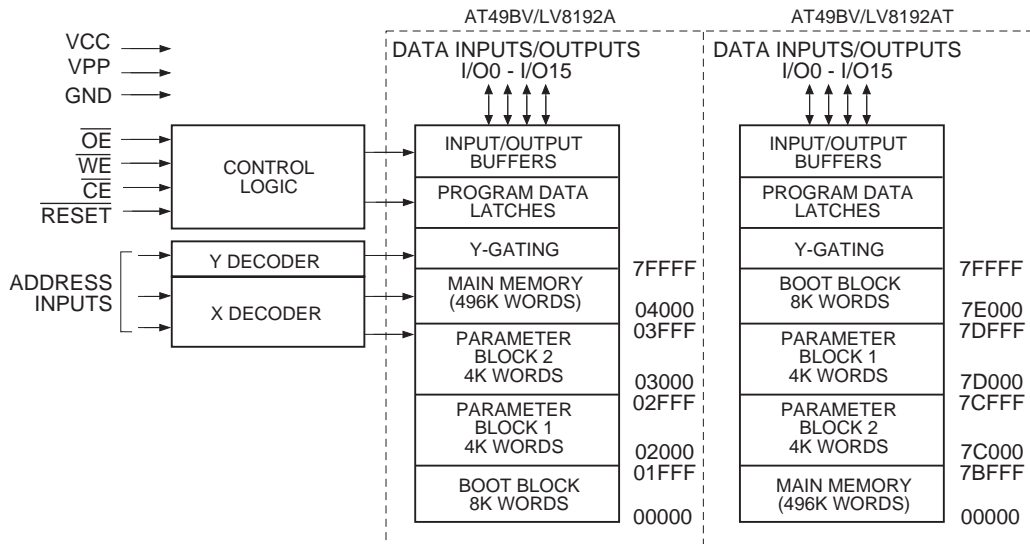 AT49BV/LV8192A
AT49BV/LV8192AT
VCC
VPP
GND
OE
WE
CE
RESET
CONTROL
LOGIC
ADDRESS
INPUTS
Y DECODER
X DECODER
DATA INPUTS/OUTPUTS
I/O0 - I/O15
INPUT/OUTPUT
BUFFERS
PROGRAM DATA
LATCHES
Y-GATING
7FFFF
MAIN MEMORY
(496K WORDS)
04000
03FFF
PARAMETER
BLOCK 2
4K WORDS
03000
02FFF
PARAMETER
BLOCK 1
4K WORDS
02000
01FFF
BOOT BLOCK
8K WORDS
00000
DATA INPUTS/OUTPUTS
I/O0 - I/O15
INPUT/OUTPUT
BUFFERS
PROGRAM DATA
LATCHES
Y-GATING
7FFFF
BOOT BLOCK
8K WORDS
7E000
7DFFF
PARAMETER
BLOCK 1
4K WORDS
7D000
7CFFF
PARAMETER
BLOCK 2
4K WORDS
7C000
7BFFF
MAIN MEMORY
(496K WORDS)
00000